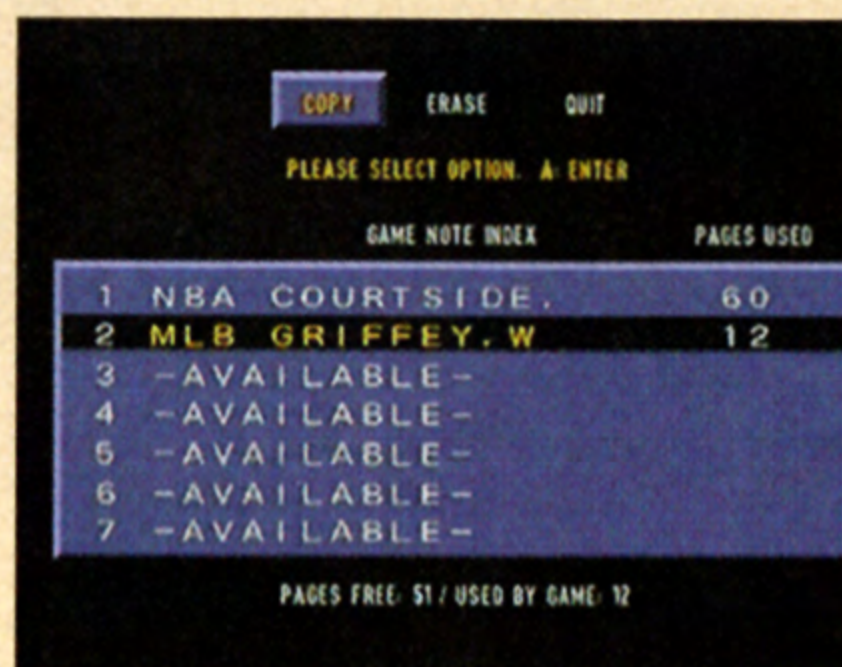 COPY ERASE QUIT
PLEASE SELECT OPTION. A: ENTER
GAME NOTE INDEX PAGES USED
1 NBA COURTSIDE. 60
2 MLB GRIFFEY.W 12
3 -AVAILABLE-
4 -AVAILABLE-
5 -AVAILABLE-
6 -AVAILABLE-
7 -AVAILABLE-
PAGES FREE: 51 / USED BY GAME: 12